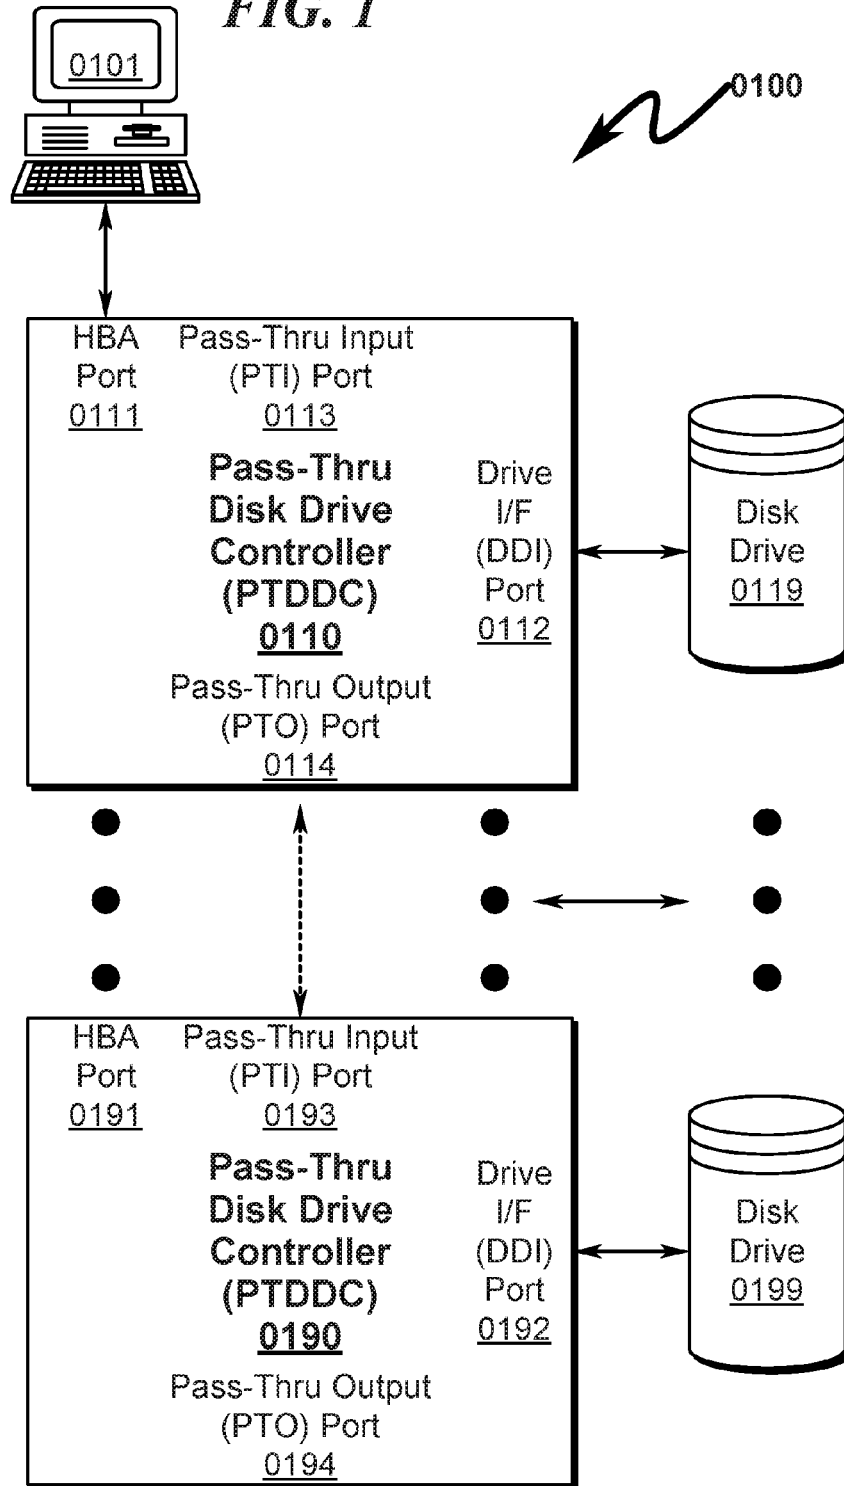 FIG. 1
0101
0100
HBA
Port
0111
Pass-Thru Input
(PTI) Port
0113
Pass-Thru
Disk Drive
Controller
(PTDDC)
0110
Drive
I/F
(DDI)
Port
0112
Disk
Drive
0119
Pass-Thru Output
(PTO) Port
0114
HBA
Port
0191
Pass-Thru Input
(PTI) Port
0193
Pass-Thru
Disk Drive
Controller
(PTDDC)
0190
Drive
I/F
(DDI)
Port
0192
Disk
Drive
0199
Pass-Thru Output
(PTO) Port
0194